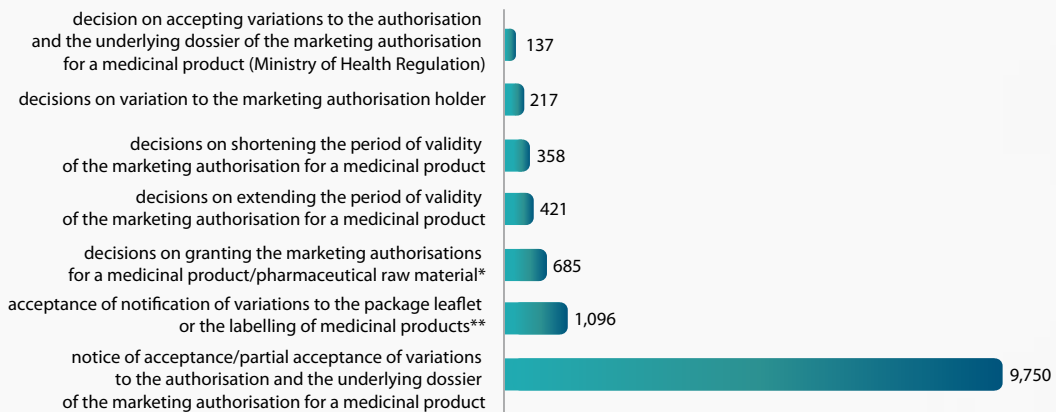 decision on accepting variations to the authorisation
and the underlying dossier of the marketing authorisation
for a medicinal product (Ministry of Health Regulation)
137
decisions on variation to the marketing authorisation holder
217
decisions on shortening the period of validity
of the marketing authorisation for a medicinal product
358
decisions on extending the period of validity
of the marketing authorisation for a medicinal product
421
decisions on granting the marketing authorisations
for a medicinal product/pharmaceutical raw material*
685
acceptance of notification of variations to the package leaflet
or the labelling of medicinal products**
1,096
notice of acceptance/partial acceptance of variations
to the authorisation and the underlying dossier
of the marketing authorisation for a medicinal product
9,750